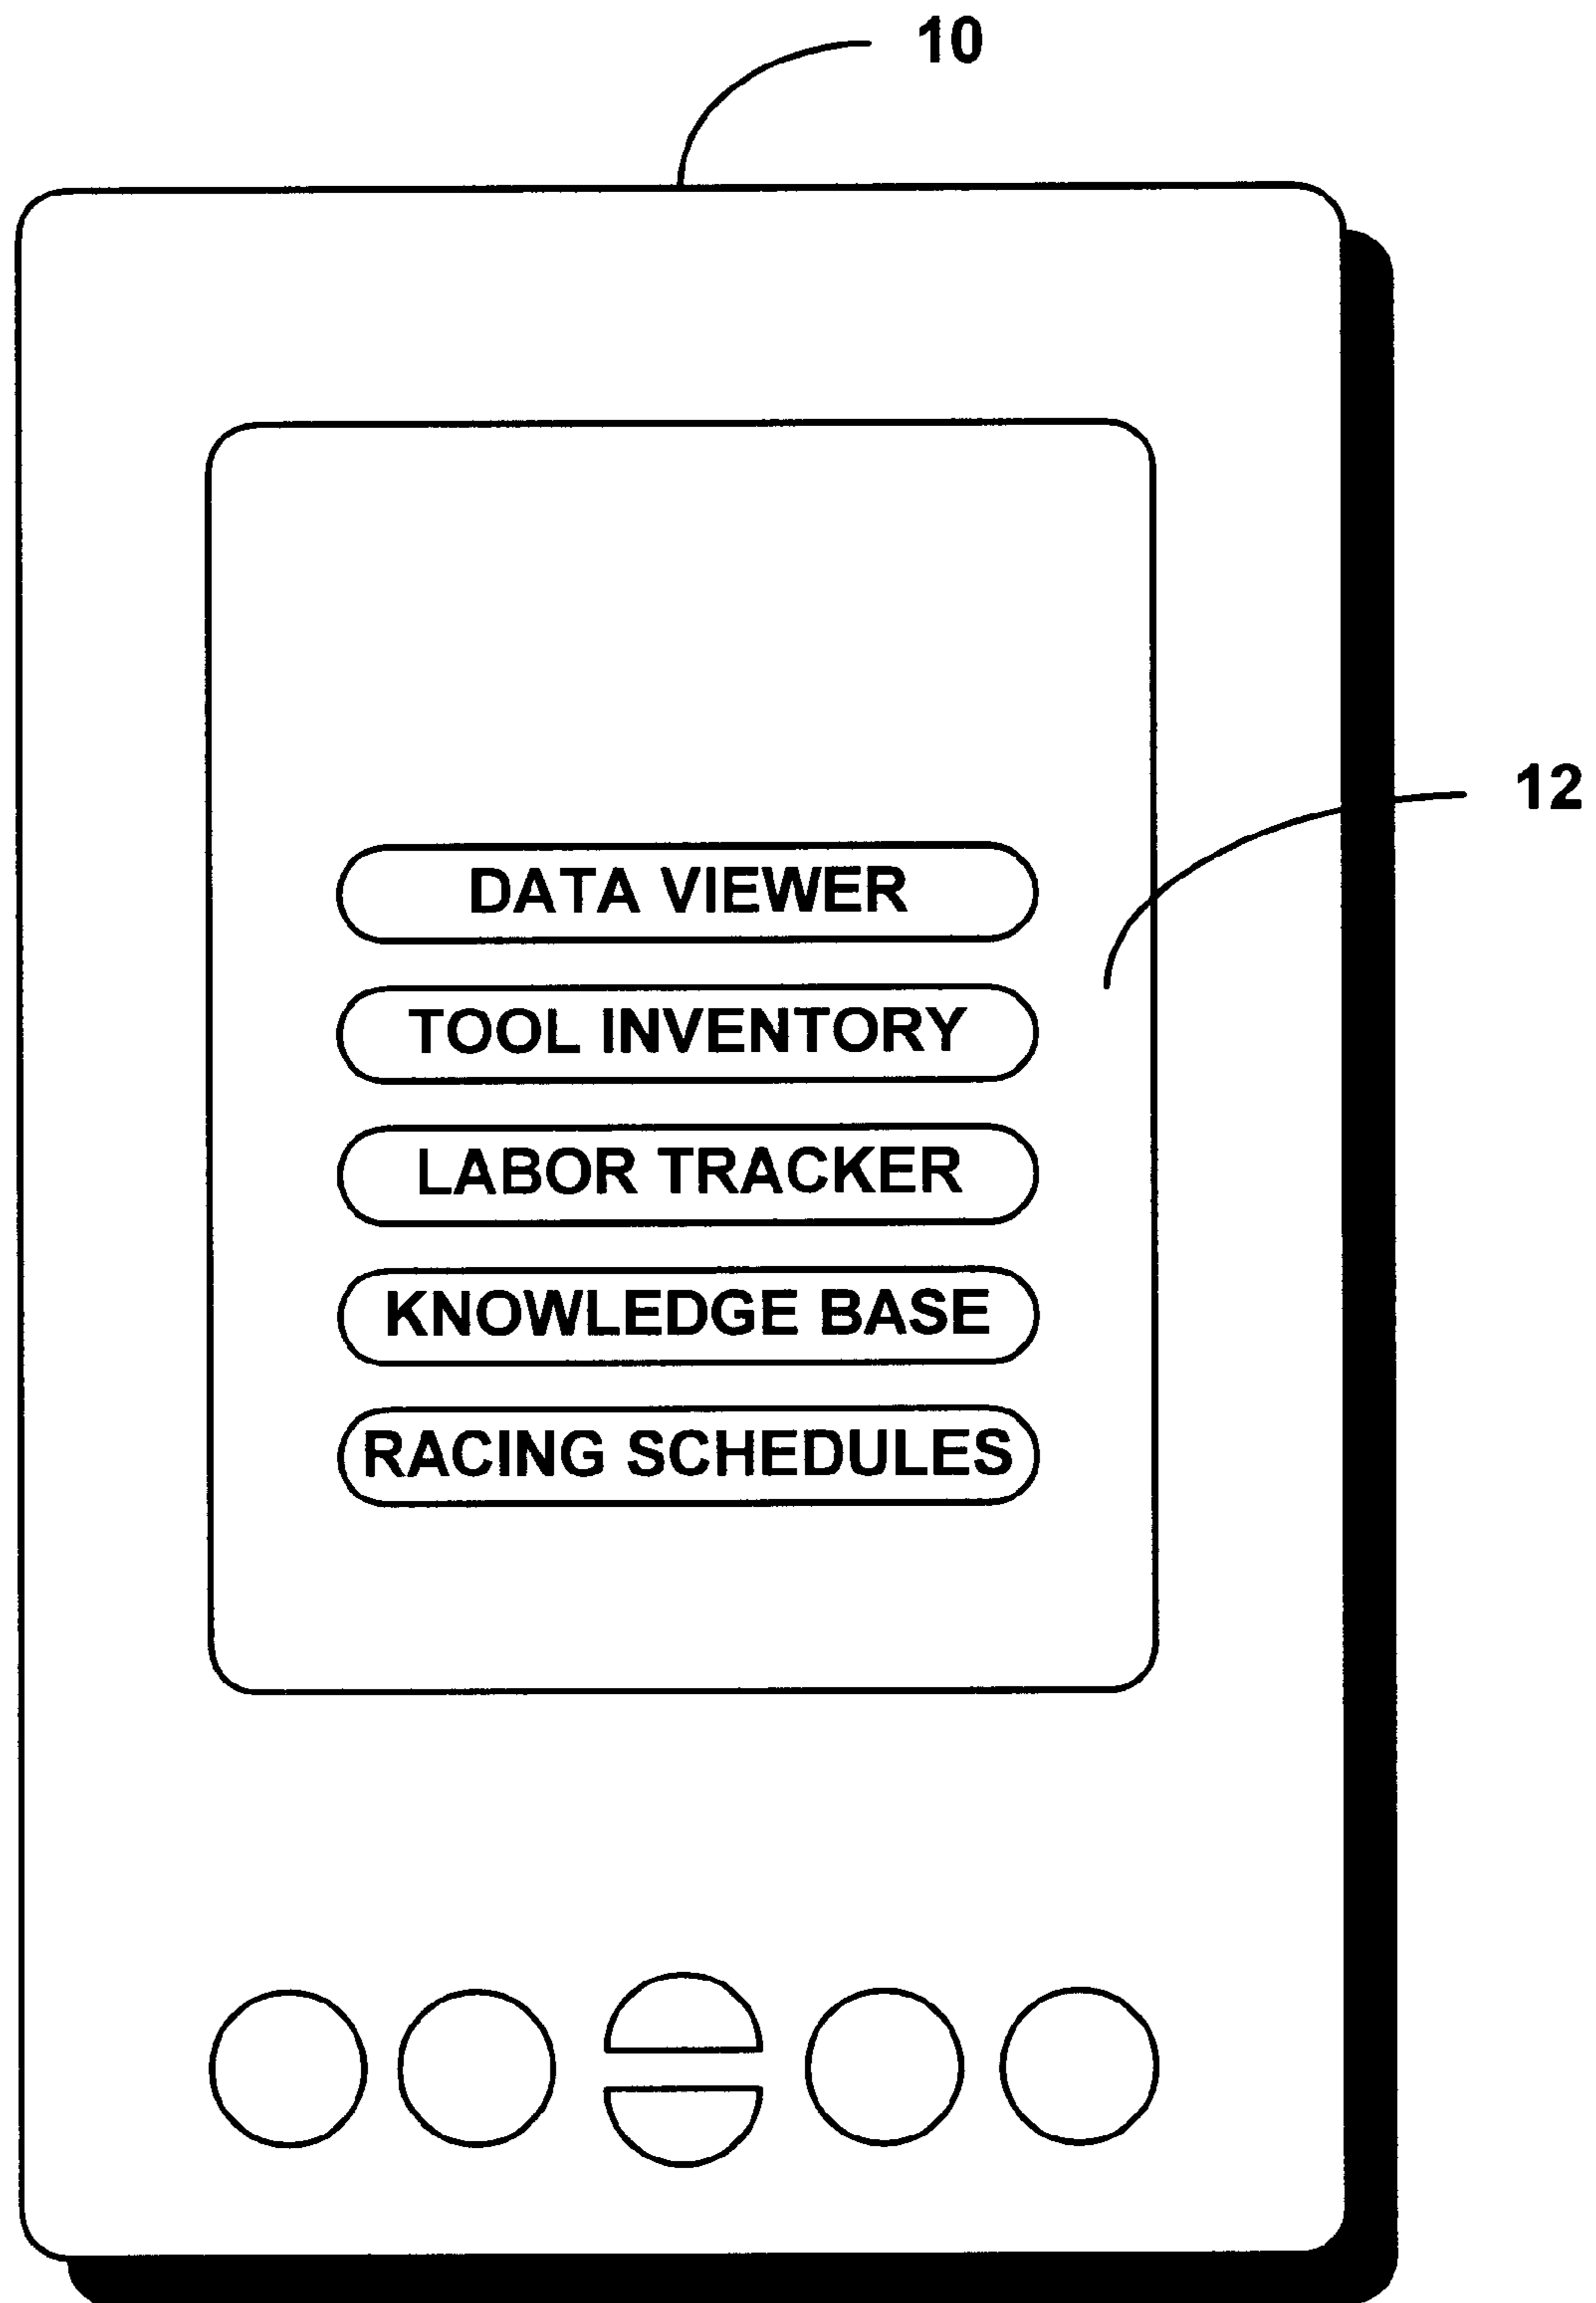 10
12
DATA VIEWER
TOOL INVENTORY
LABOR TRACKER
KNOWLEDGE BASE
RACING SCHEDULES